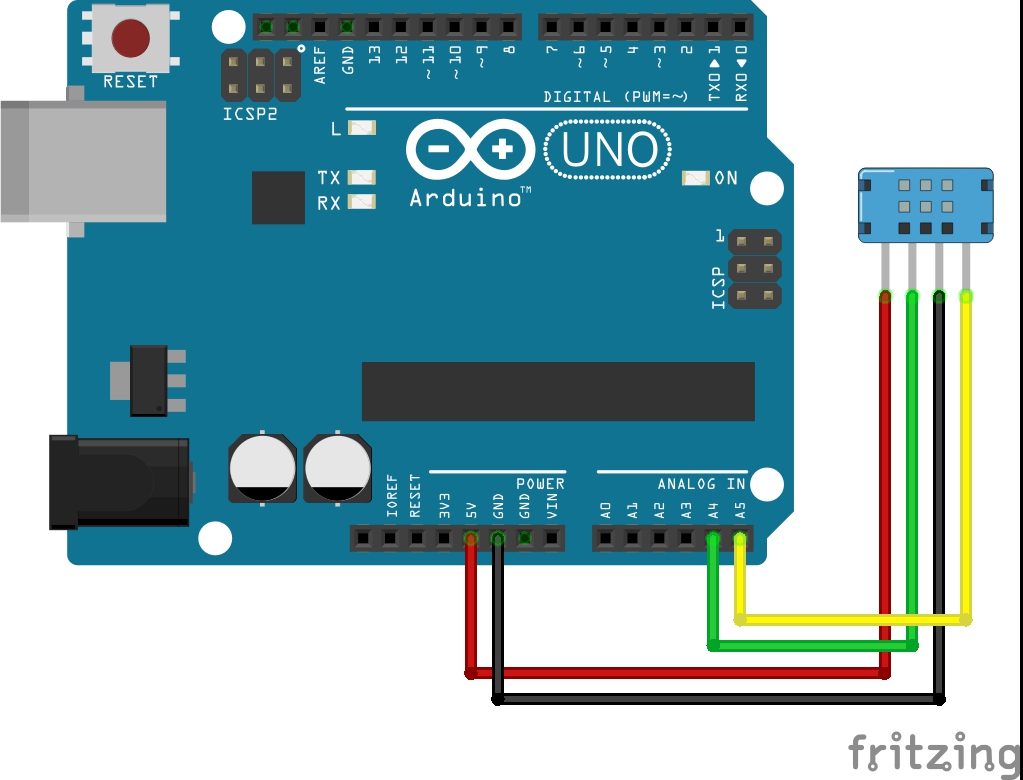 RESET
ICSP2
AREF
GND
13
12
~11
~10
~9
8
7
~6
~5
4
~3
2
TX0▶1
RX0◀0
DIGITAL (PWM=~)
L
TX
RX
UNO
Arduino™
ON
1
ICSP
POWER
ANALOG IN
IOREF
RESET
3V3
5V
GND
GND
VIN
A0
A1
A2
A3
A4
A5
fritzing